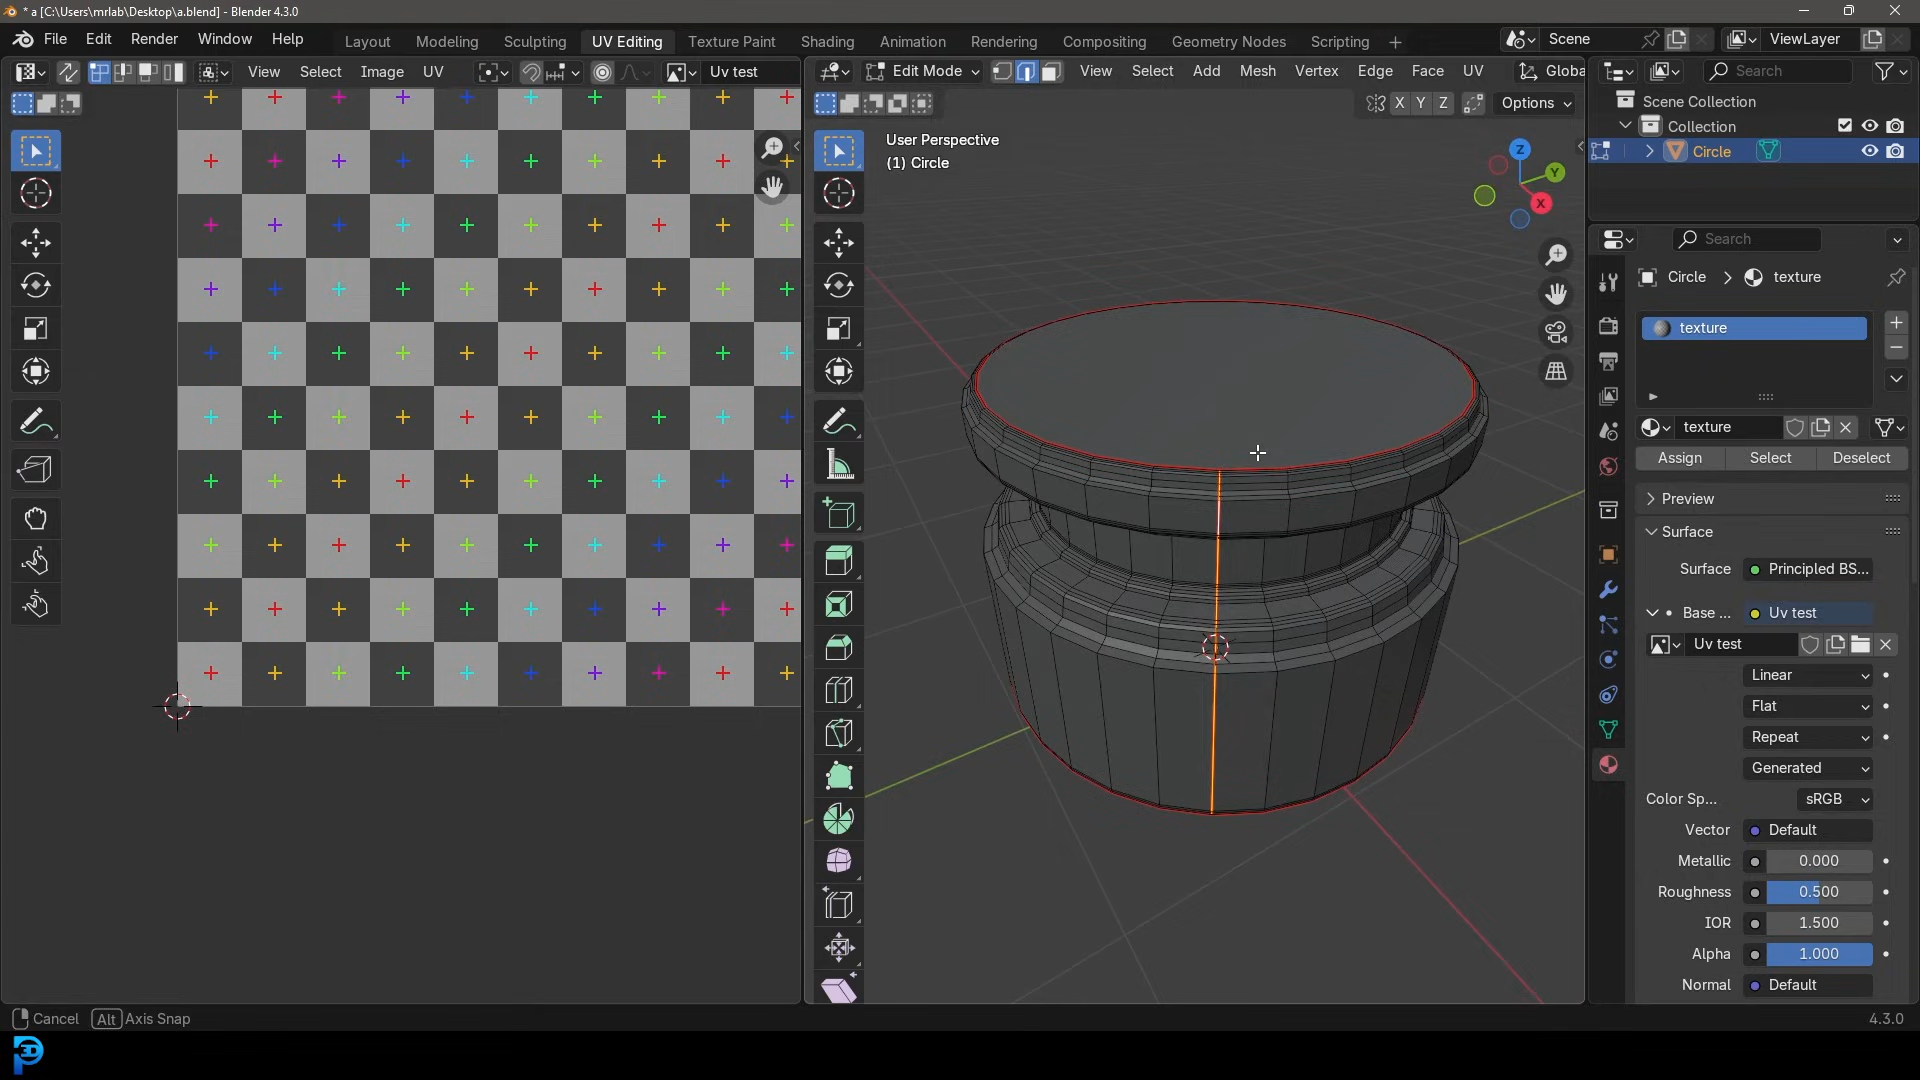 * a [C:\Users\mrlab\Desktop\a.blend] - Blender 4.3.0
File Edit Render Window Help Layout Modeling Sculpting UV Editing Texture Paint Shading Animation Rendering Compositing Geometry Nodes Scripting Scene ViewLayer
View Select Image UV Uv test Edit Mode View Select Add Mesh Vertex Edge Face UV Globa Search
X Y Z Options
Scene Collection
Collection
Circle
User Perspective
(1) Circle
Z
Y
X
Search
Circle > texture
texture
texture
Assign Select Deselect
Preview
Surface
Surface Principled BS...
Base ... Uv test
Uv test
Linear
Flat
Repeat
Generated
Color Sp... sRGB
Vector Default
Metallic 0.000
Roughness 0.500
IOR 1.500
Alpha 1.000
Normal Default
Cancel Alt Axis Snap 4.3.0
3D